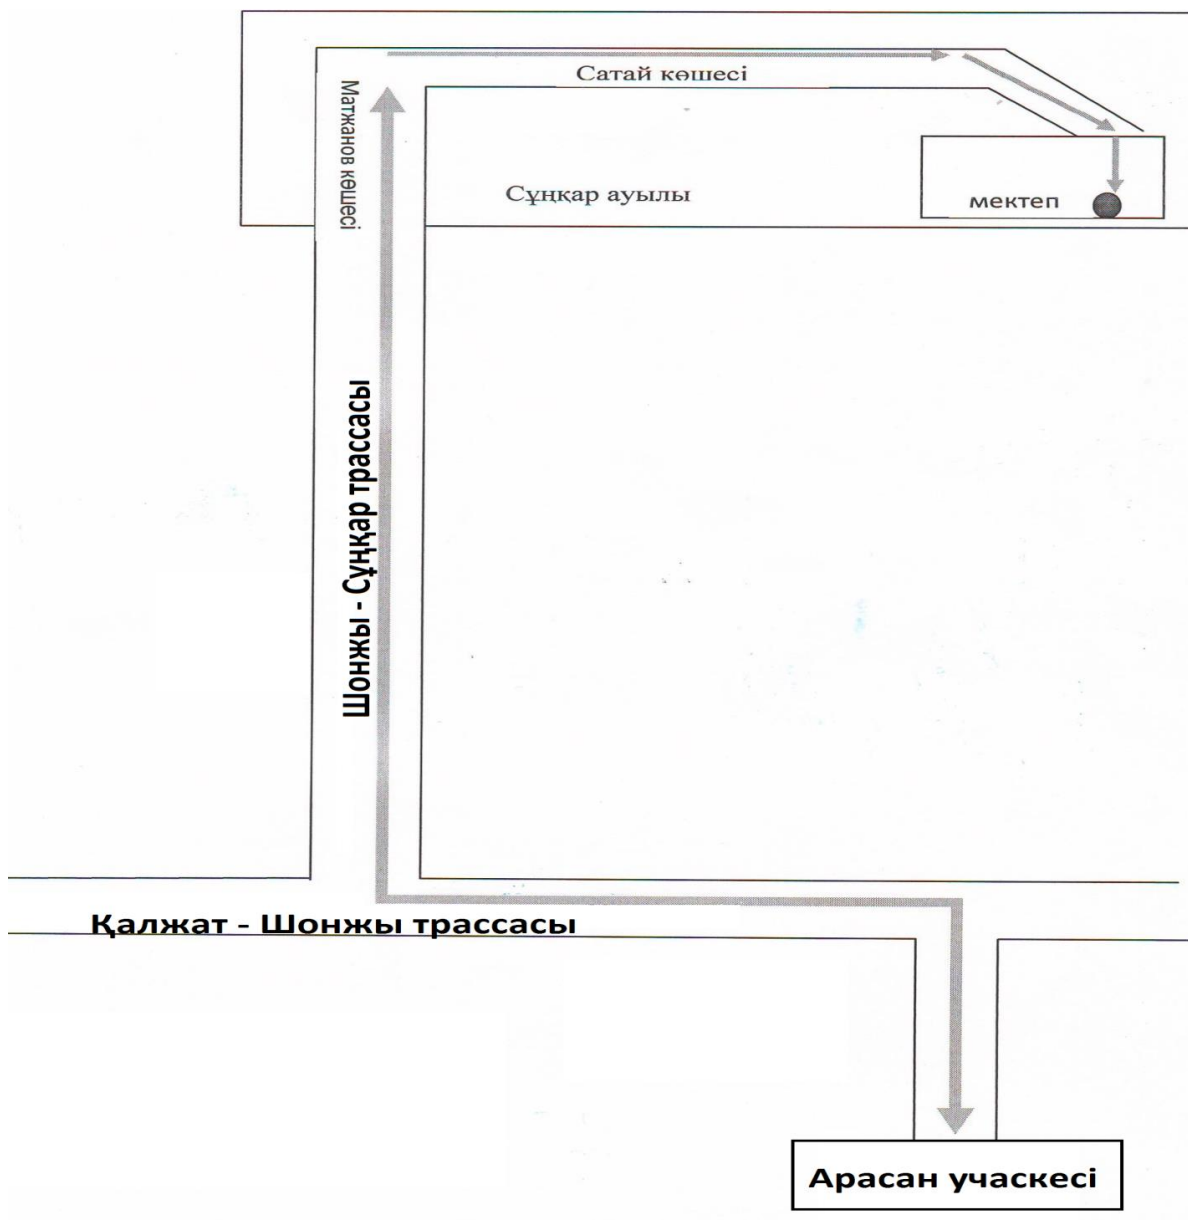 Сатай көшесі
Матжанов көшесі
Сұңқар ауылы
мектеп
Шонжы - Сұңқар трассасы
Қалжат - Шонжы трассасы
Арасан учаскесі